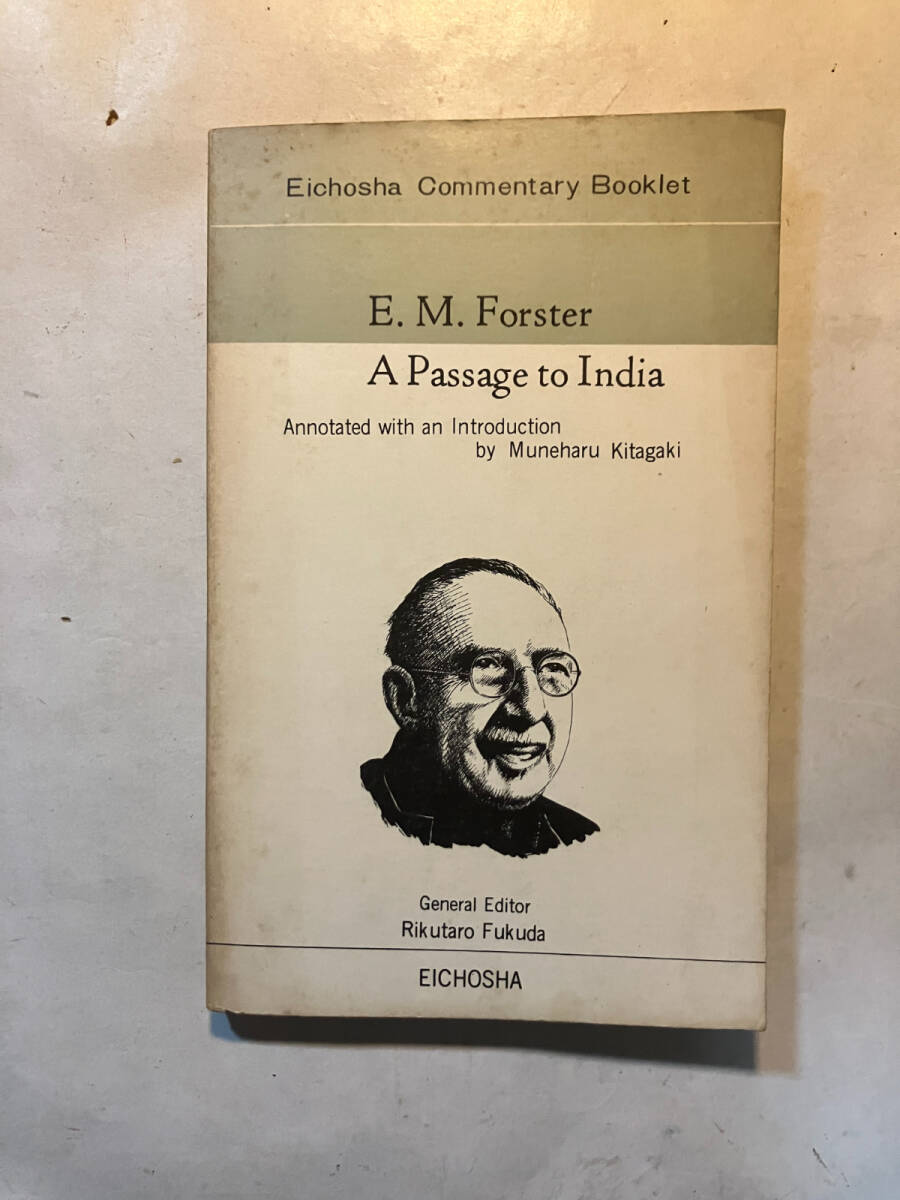 Eichosha Commentary Booklet
E. M. Forster
A Passage to India
Annotated with an Introduction
by Muneharu Kitagaki
General Editor
Rikutaro Fukuda
EICHOSHA